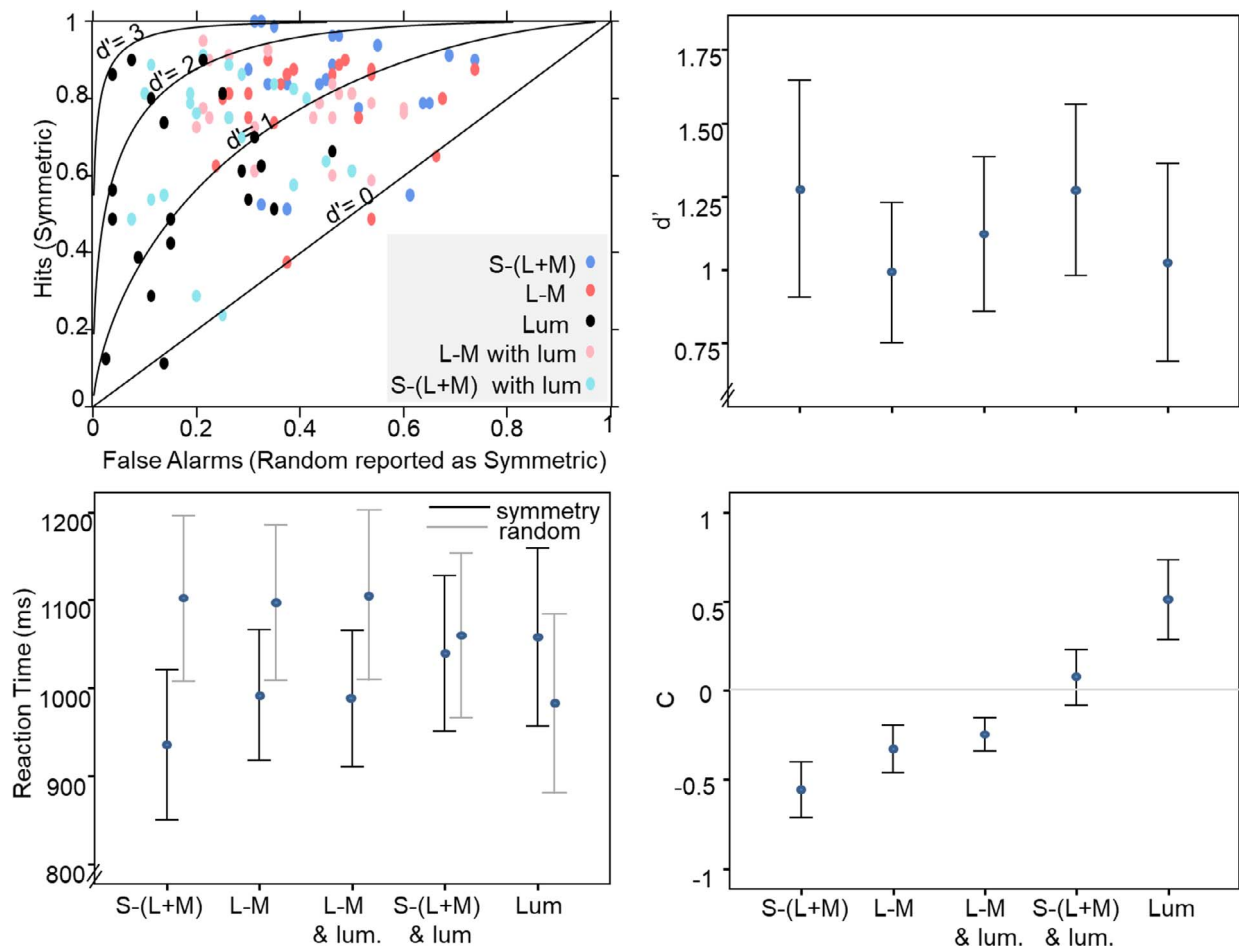 1
0.8
0.6
0.4
0.2
0
Hits (Symmetric)
d'= 3
d'= 2
d'= 1
d'= 0
S-(L+M)
L-M
Lum
L-M with lum
S-(L+M) with lum
0 0.2 0.4 0.6 0.8 1
False Alarms (Random reported as Symmetric)
1.75
1.50
1.25
1
0.75
d'
symmetry
random
1200
1100
1000
900
800
Reaction Time (ms)
S-(L+M) L-M L-M S-(L+M) Lum
& lum. & lum
1
0.5
0
-0.5
-1
C
S-(L+M) L-M L-M S-(L+M) Lum
& lum. & lum.